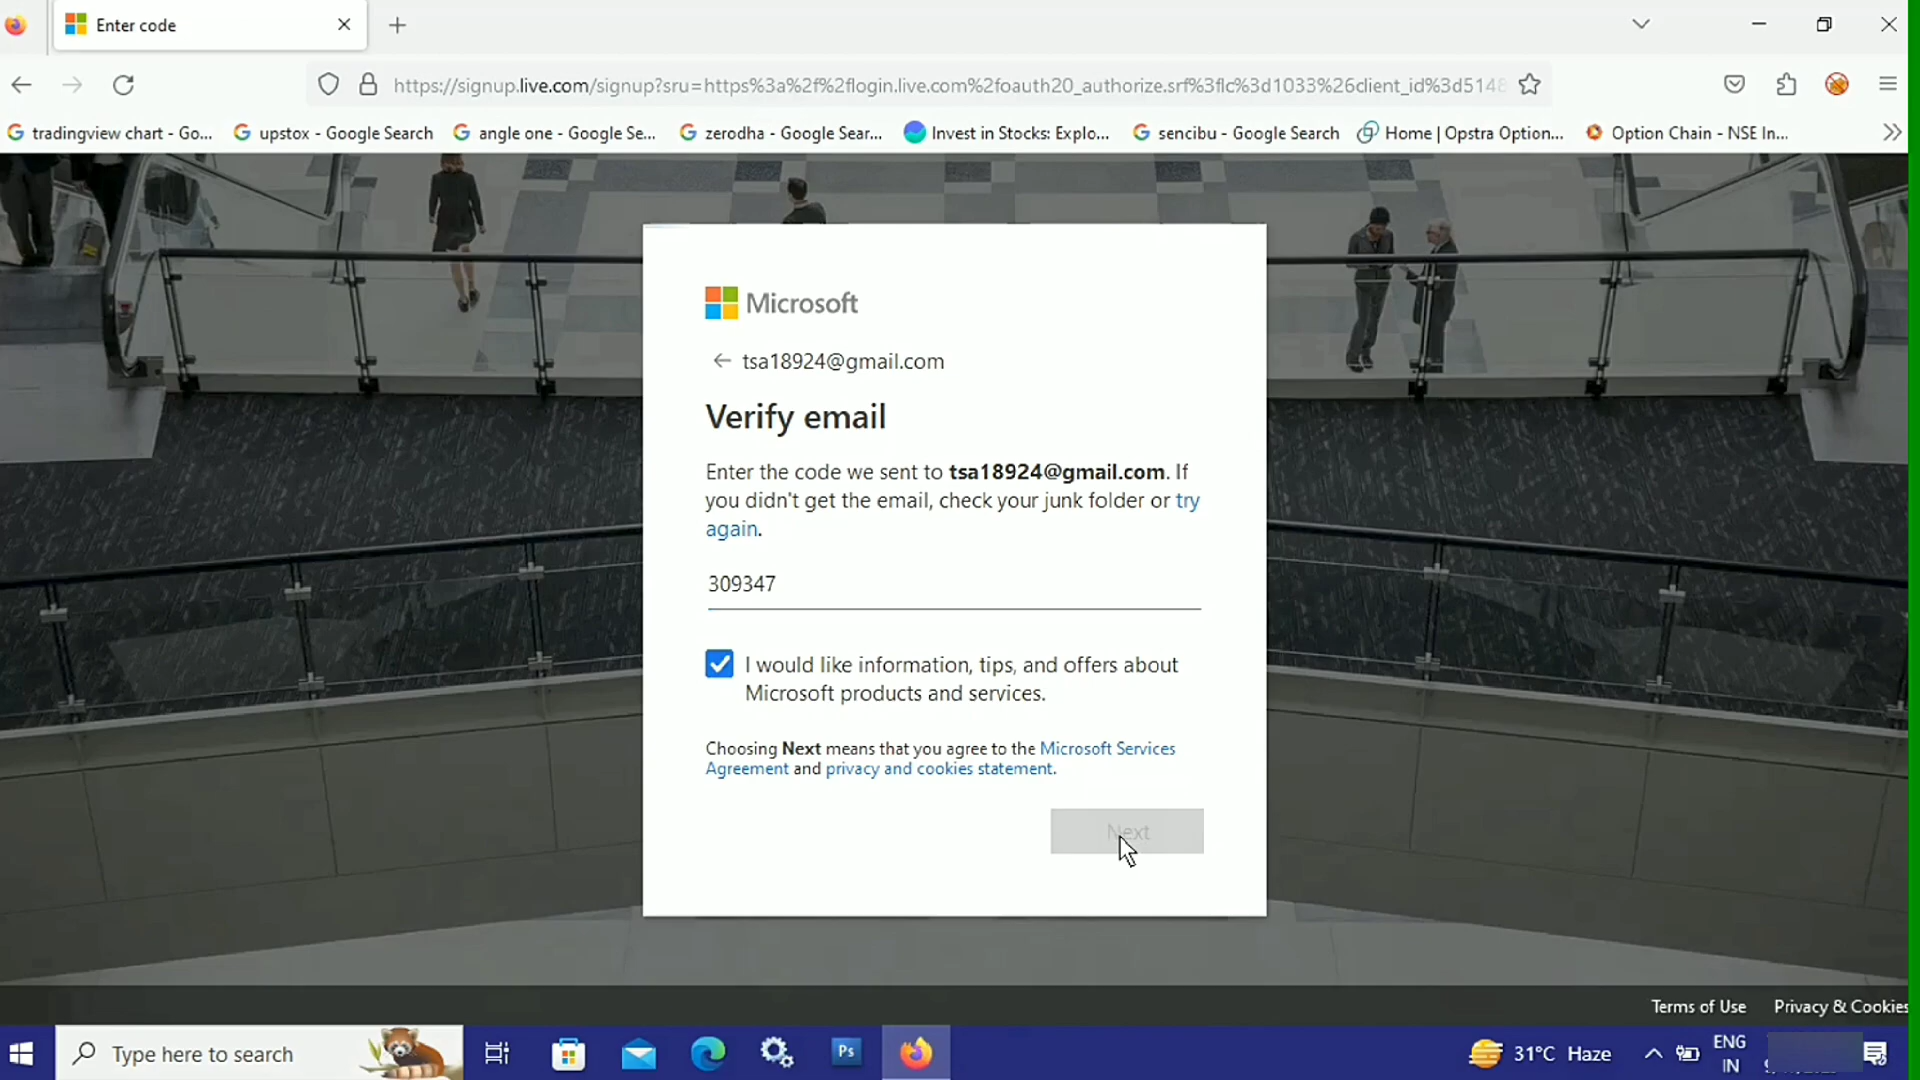 Enter code
https://signup.live.com/signup?sru=https%3a%2f%2flogin.live.com%2foauth20_authorize.srf%3flc%3d1033%26client_id%3d5148
tradingview chart - Go... upstox - Google Search angle one - Google Se... zerodha - Google Sear... Invest in Stocks: Explo... sencibu - Google Search Home | Opstra Option... Option Chain - NSE In...
Microsoft
tsa18924@gmail.com
Verify email
Enter the code we sent to tsa18924@gmail.com. If
you didn't get the email, check your junk folder or try
again.
309347
I would like information, tips, and offers about
Microsoft products and services.
Choosing Next means that you agree to the Microsoft Services
Agreement and privacy and cookies statement.
Next
Terms of Use Privacy & Cookies
Type here to search
Ps
31°C Haze
ENG
IN